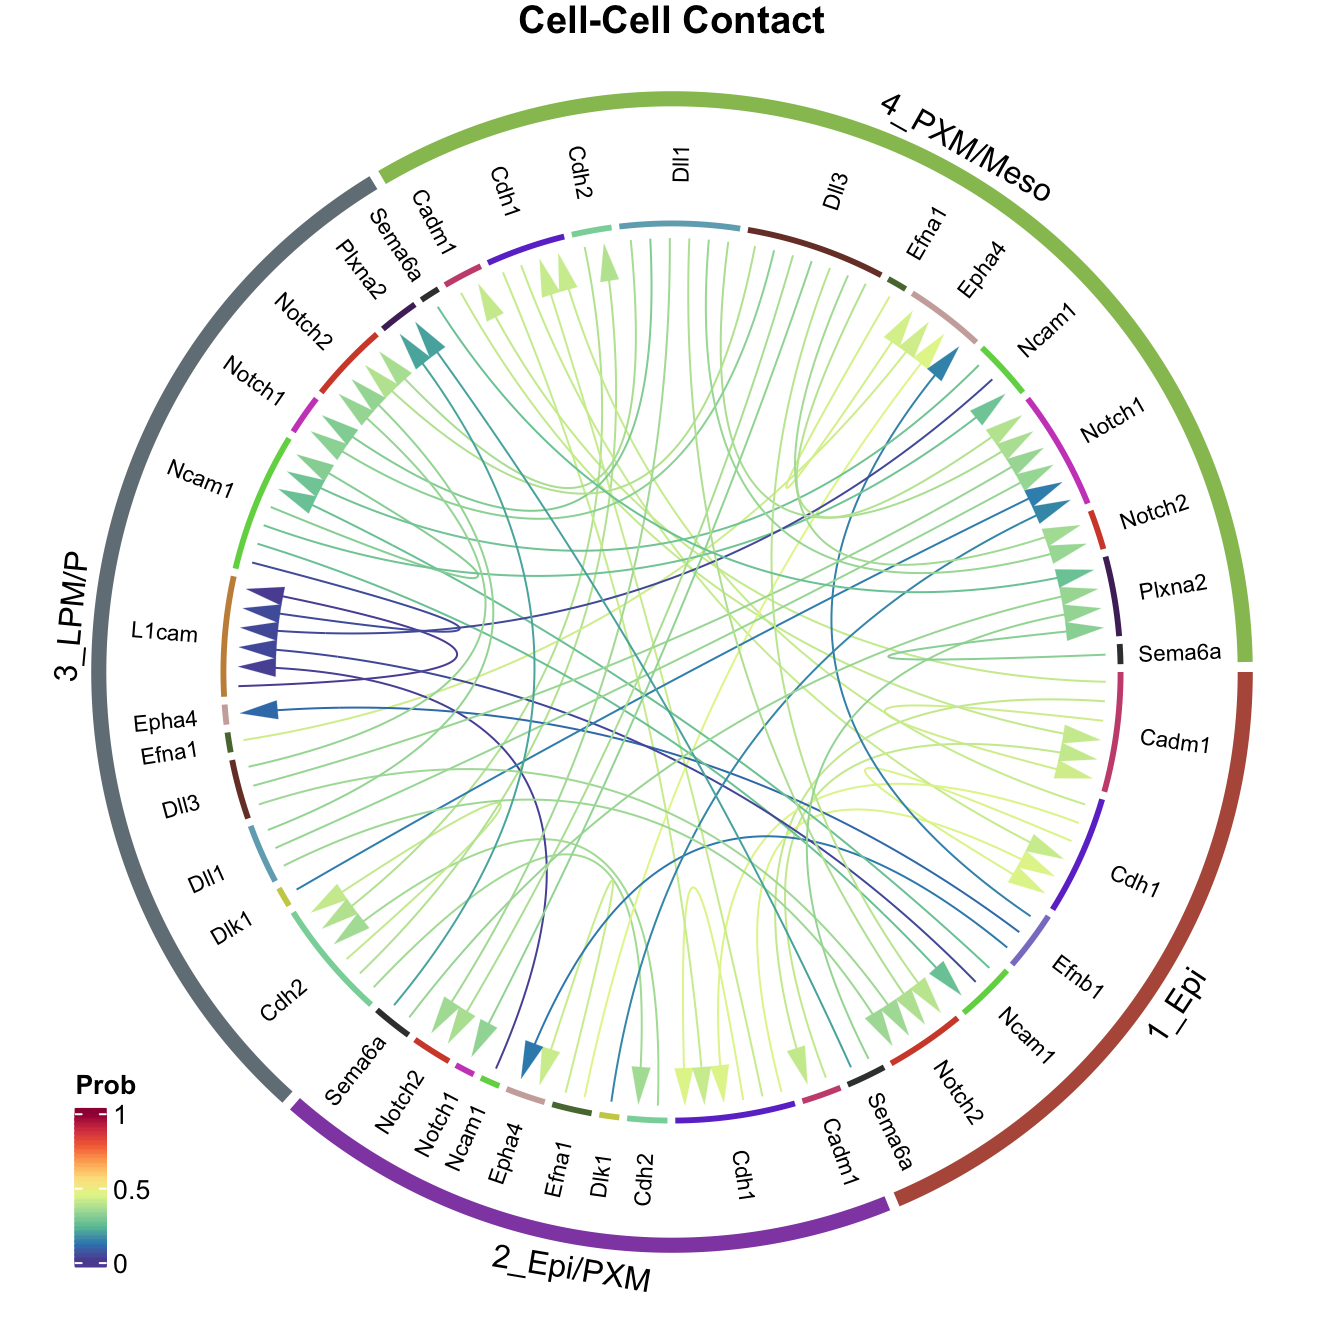 Cell-Cell Contact
4_PXM/Meso
Cadm1
Cdh1
Cdh2
Dll1
Dll3
Efna1
Epha4
Ncam1
Notch1
Notch2
Plxna2
Sema6a
1_Epi
Cadm1
Cdh1
Efnb1
Ncam1
Notch2
Sema6a
2_Epi/PXM
Cadm1
Cdh1
Cdh2
Dlk1
Efna1
Epha4
Ncam1
Notch1
Notch2
Sema6a
3_LPM/P
Cdh2
Dlk1
Dll1
Dll3
Efna1
Epha4
L1cam
Ncam1
Notch1
Notch2
Plxna2
Sema6a
Prob
1
0.5
0